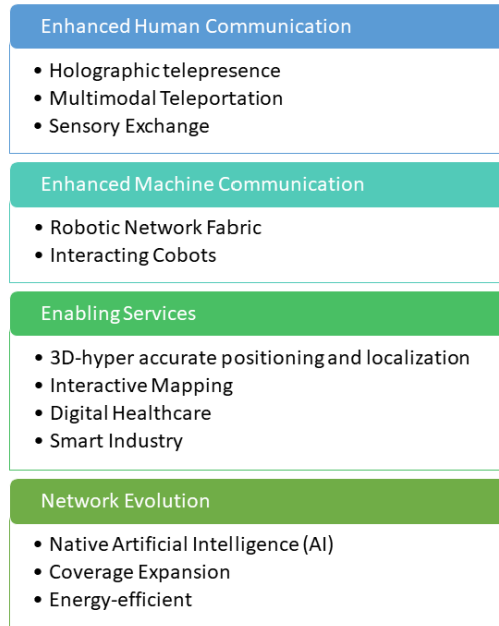 Enhanced Human Communication
• Holographic telepresence
• Multimodal Teleportation
• Sensory Exchange
Enhanced Machine Communication
• Robotic Network Fabric
• Interacting Cobots
Enabling Services
• 3D-hyper accurate positioning and localization
• Interactive Mapping
• Digital Healthcare
• Smart Industry
Network Evolution
• Native Artificial Intelligence (AI)
• Coverage Expansion
• Energy-efficient